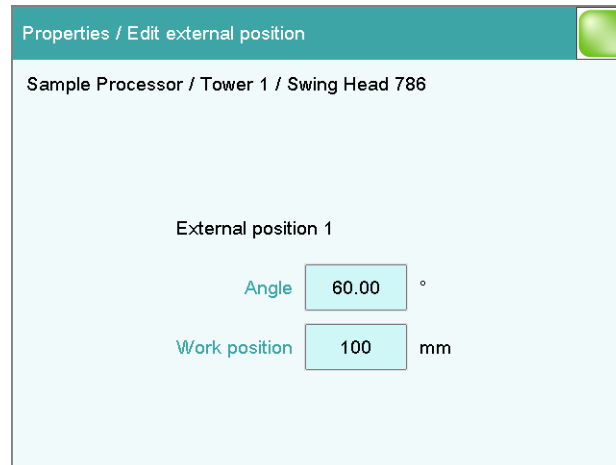 Properties / Edit external position
Sample Processor / Tower 1 / Swing Head 786
External position 1
Angle 60.00 °
Work position 100 mm